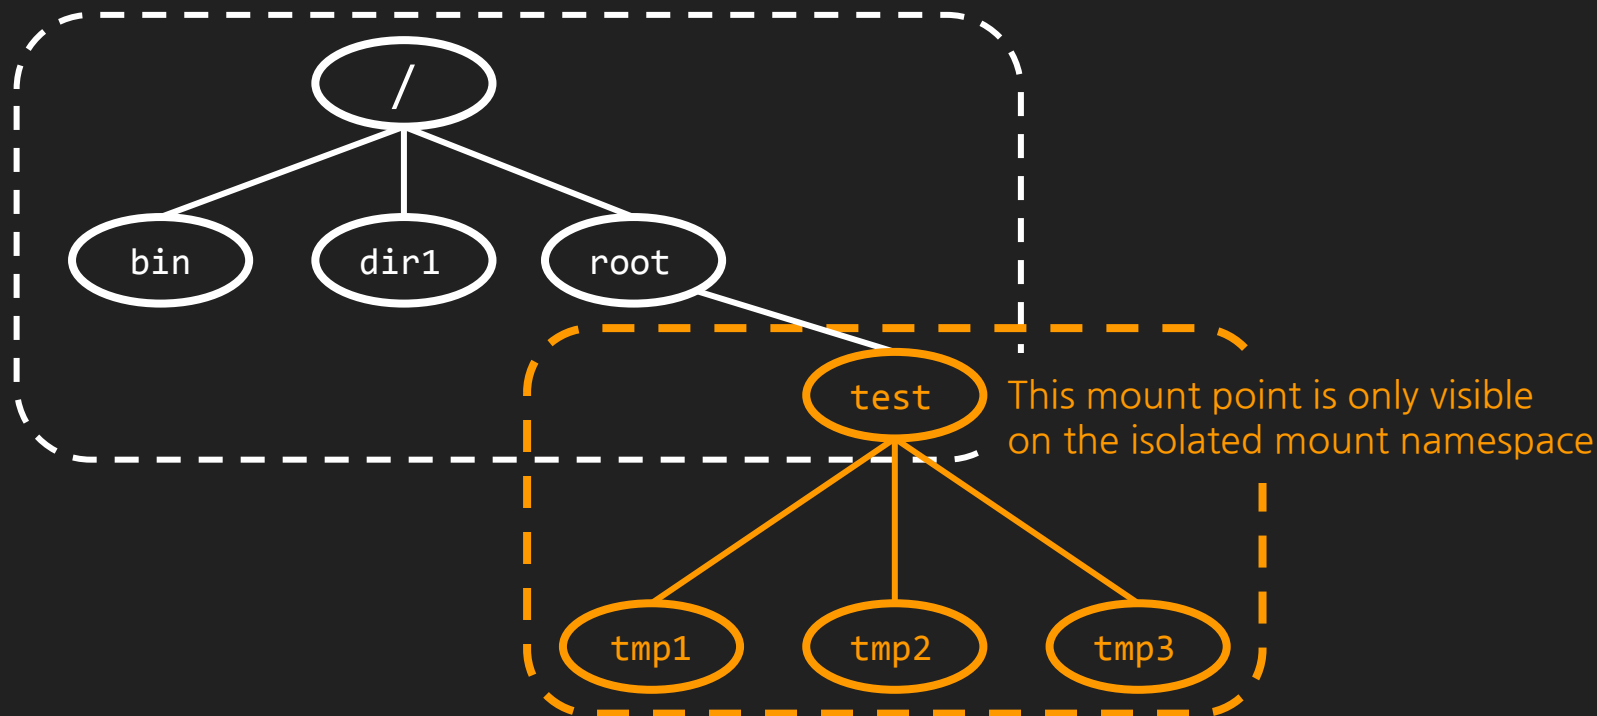 /
bin
dir1
root
test
This mount point is only visible
on the isolated mount namespace
tmp1
tmp2
tmp3